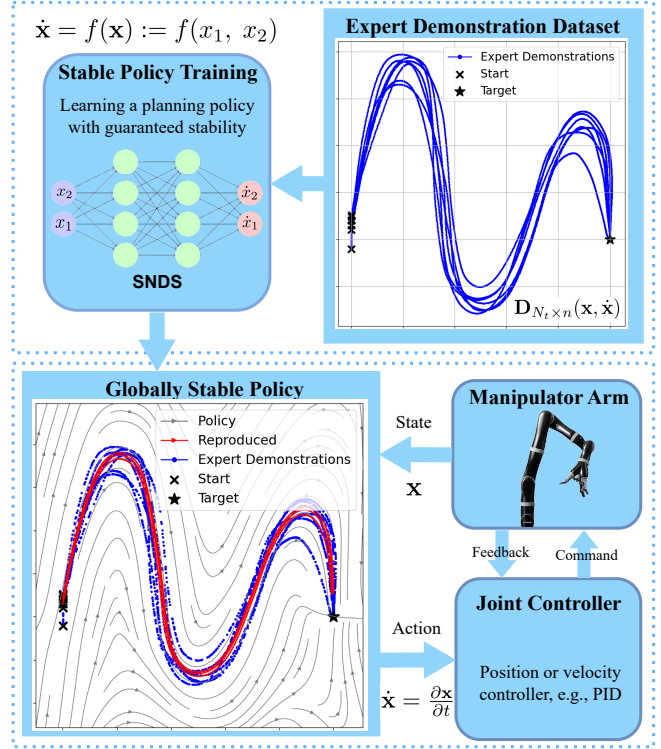 ẋ = f(x) := f(x₁, x₂)
Stable Policy Training
Learning a planning policy
with guaranteed stability
x₂
x₁
ẋ₂
ẋ₁
SNDS
Expert Demonstration Dataset
Expert Demonstrations
Start
Target
D_{N_t×n}(x, ẋ)
Globally Stable Policy
Policy
Reproduced
Expert Demonstrations
Start
Target
State
x
Manipulator Arm
Feedback
Command
Joint Controller
Position or velocity
controller, e.g., PID
Action
ẋ = ∂x/∂t